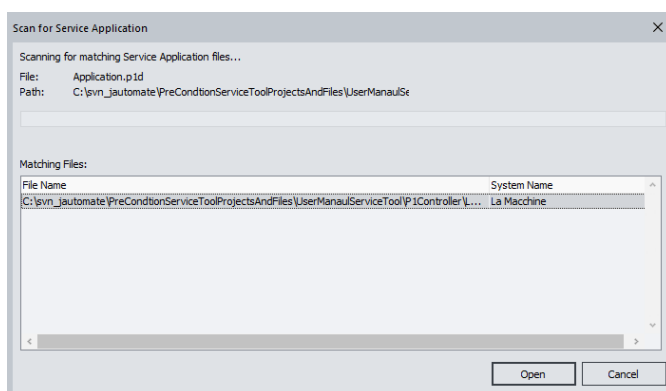 Scan for Service Application
Scanning for matching Service Application files...
File: Application.p1d
Path: C:\svn_jautomate\PreCondtionServiceToolProjectsAndFiles\UserManaulSe
Matching Files:
File Name System Name
C:\svn_jautomate\PreCondtionServiceToolProjectsAndFiles\UserManaulServiceTool\P1Controller\L... La Macchine
Open Cancel